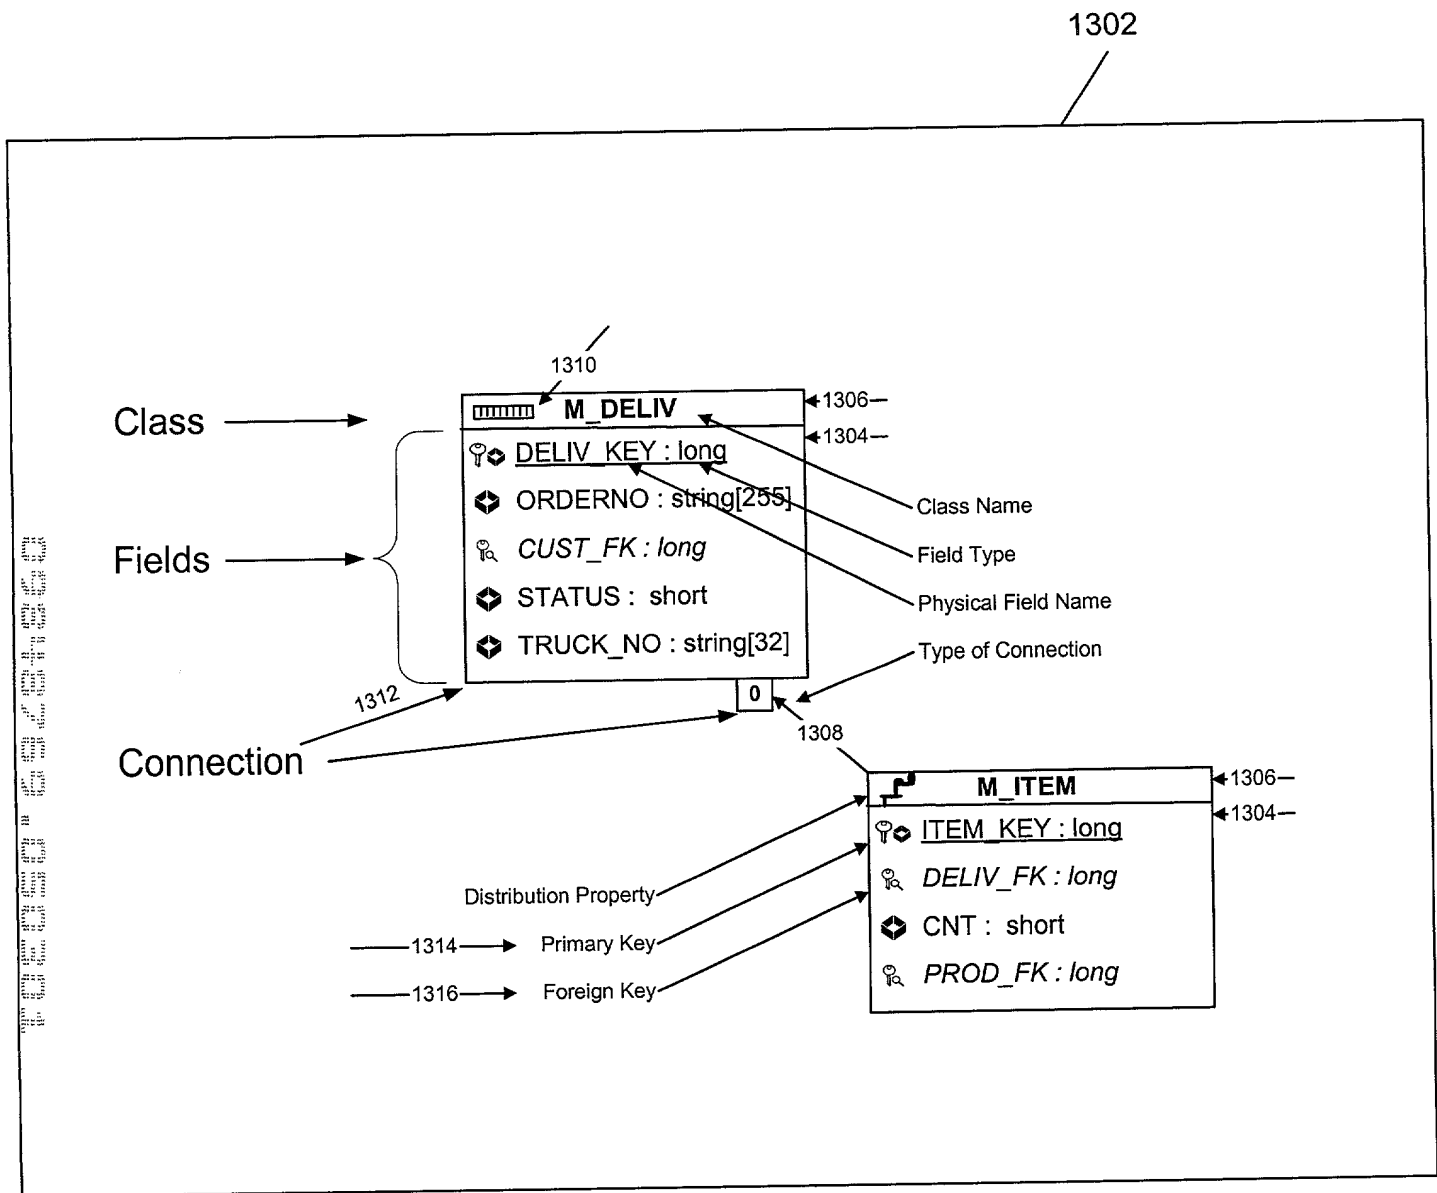 1302
1310
Class
M_DELIV
1306
1304
DELIV_KEY : long
ORDERNO : string[255]
Class Name
Fields
CUST_FK : long
Field Type
STATUS : short
Physical Field Name
TRUCK_NO : string[32]
Type of Connection
1312
0
1308
Connection
M_ITEM
1306
1304
ITEM_KEY : long
DELIV_FK : long
Distribution Property
CNT : short
1314
Primary Key
PROD_FK : long
1316
Foreign Key